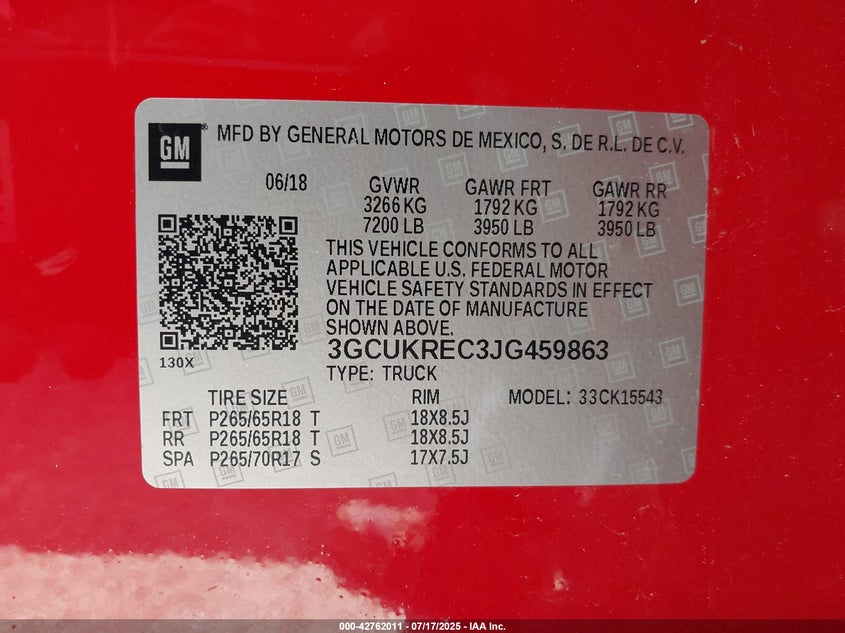 GM
MFD BY GENERAL MOTORS DE MEXICO, S. DE R.L. DE C.V.
06/18 GVWR GAWR FRT GAWR RR
3266 KG 1792 KG 1792 KG
7200 LB 3950 LB 3950 LB
THIS VEHICLE CONFORMS TO ALL
APPLICABLE U.S. FEDERAL MOTOR
VEHICLE SAFETY STANDARDS IN EFFECT
ON THE DATE OF MANUFACTURE
SHOWN ABOVE.
3GCUKREC3JG459863
130X
TYPE: TRUCK
TIRE SIZE RIM MODEL: 33CK15543
FRT P265/65R18 T 18X8.5J
RR P265/65R18 T 18X8.5J
SPA P265/70R17 S 17X7.5J
000-42762011 - 07/17/2025 - IAA Inc.